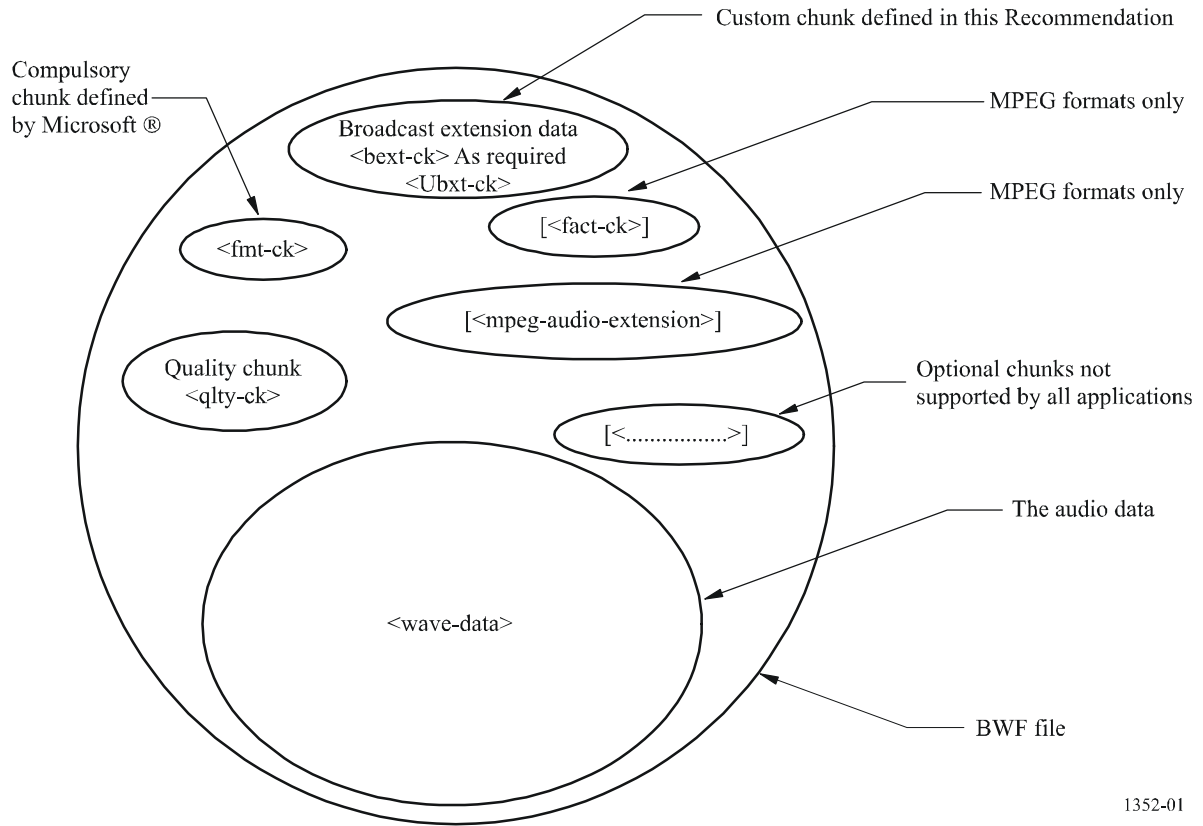 Custom chunk defined in this Recommendation
Compulsory
chunk defined
by Microsoft ®
MPEG formats only
Broadcast extension data
<bext-ck> As required
<Ubxt-ck>
MPEG formats only
[<fact-ck>]
<fmt-ck>
[<mpeg-audio-extension>]
Quality chunk
<qlty-ck>
Optional chunks not
supported by all applications
[<.................>]
The audio data
<wave-data>
BWF file
1352-01